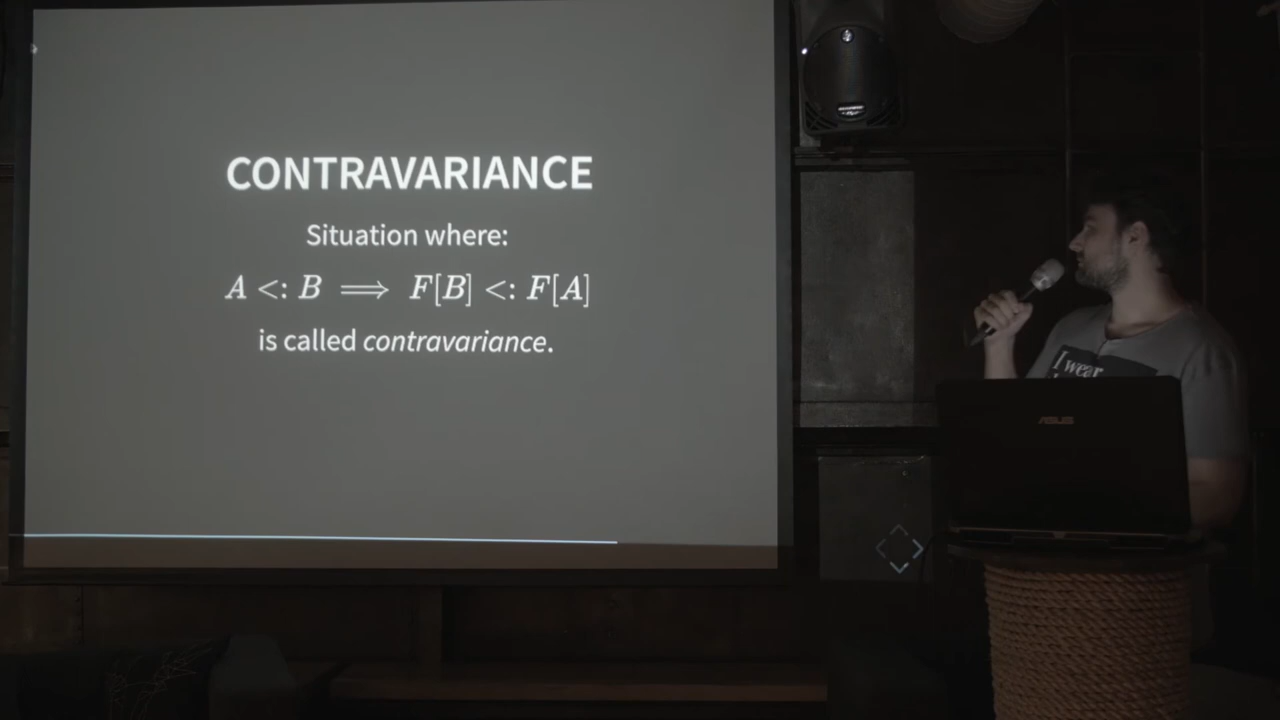 CONTRAVARIANCE
Situation where:
A <: B ⟹ F[B] <: F[A]
is called contravariance.
I wear
ASUS